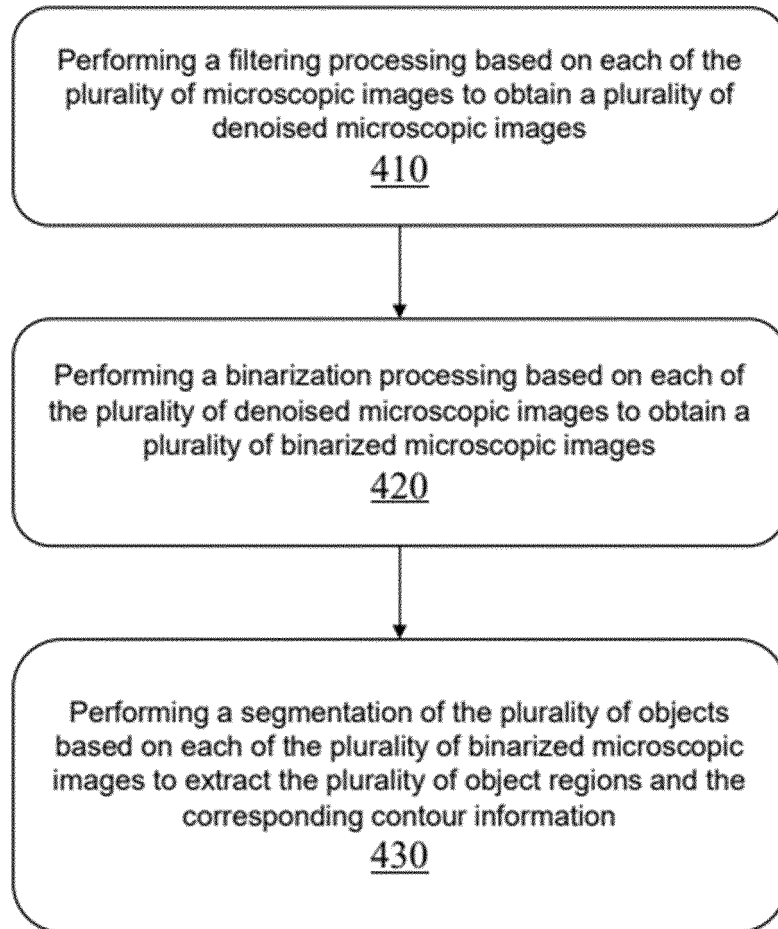 Performing a filtering processing based on each of the
plurality of microscopic images to obtain a plurality of
denoised microscopic images
410
Performing a binarization processing based on each of
the plurality of denoised microscopic images to obtain a
plurality of binarized microscopic images
420
Performing a segmentation of the plurality of objects
based on each of the plurality of binarized microscopic
images to extract the plurality of object regions and the
corresponding contour information
430